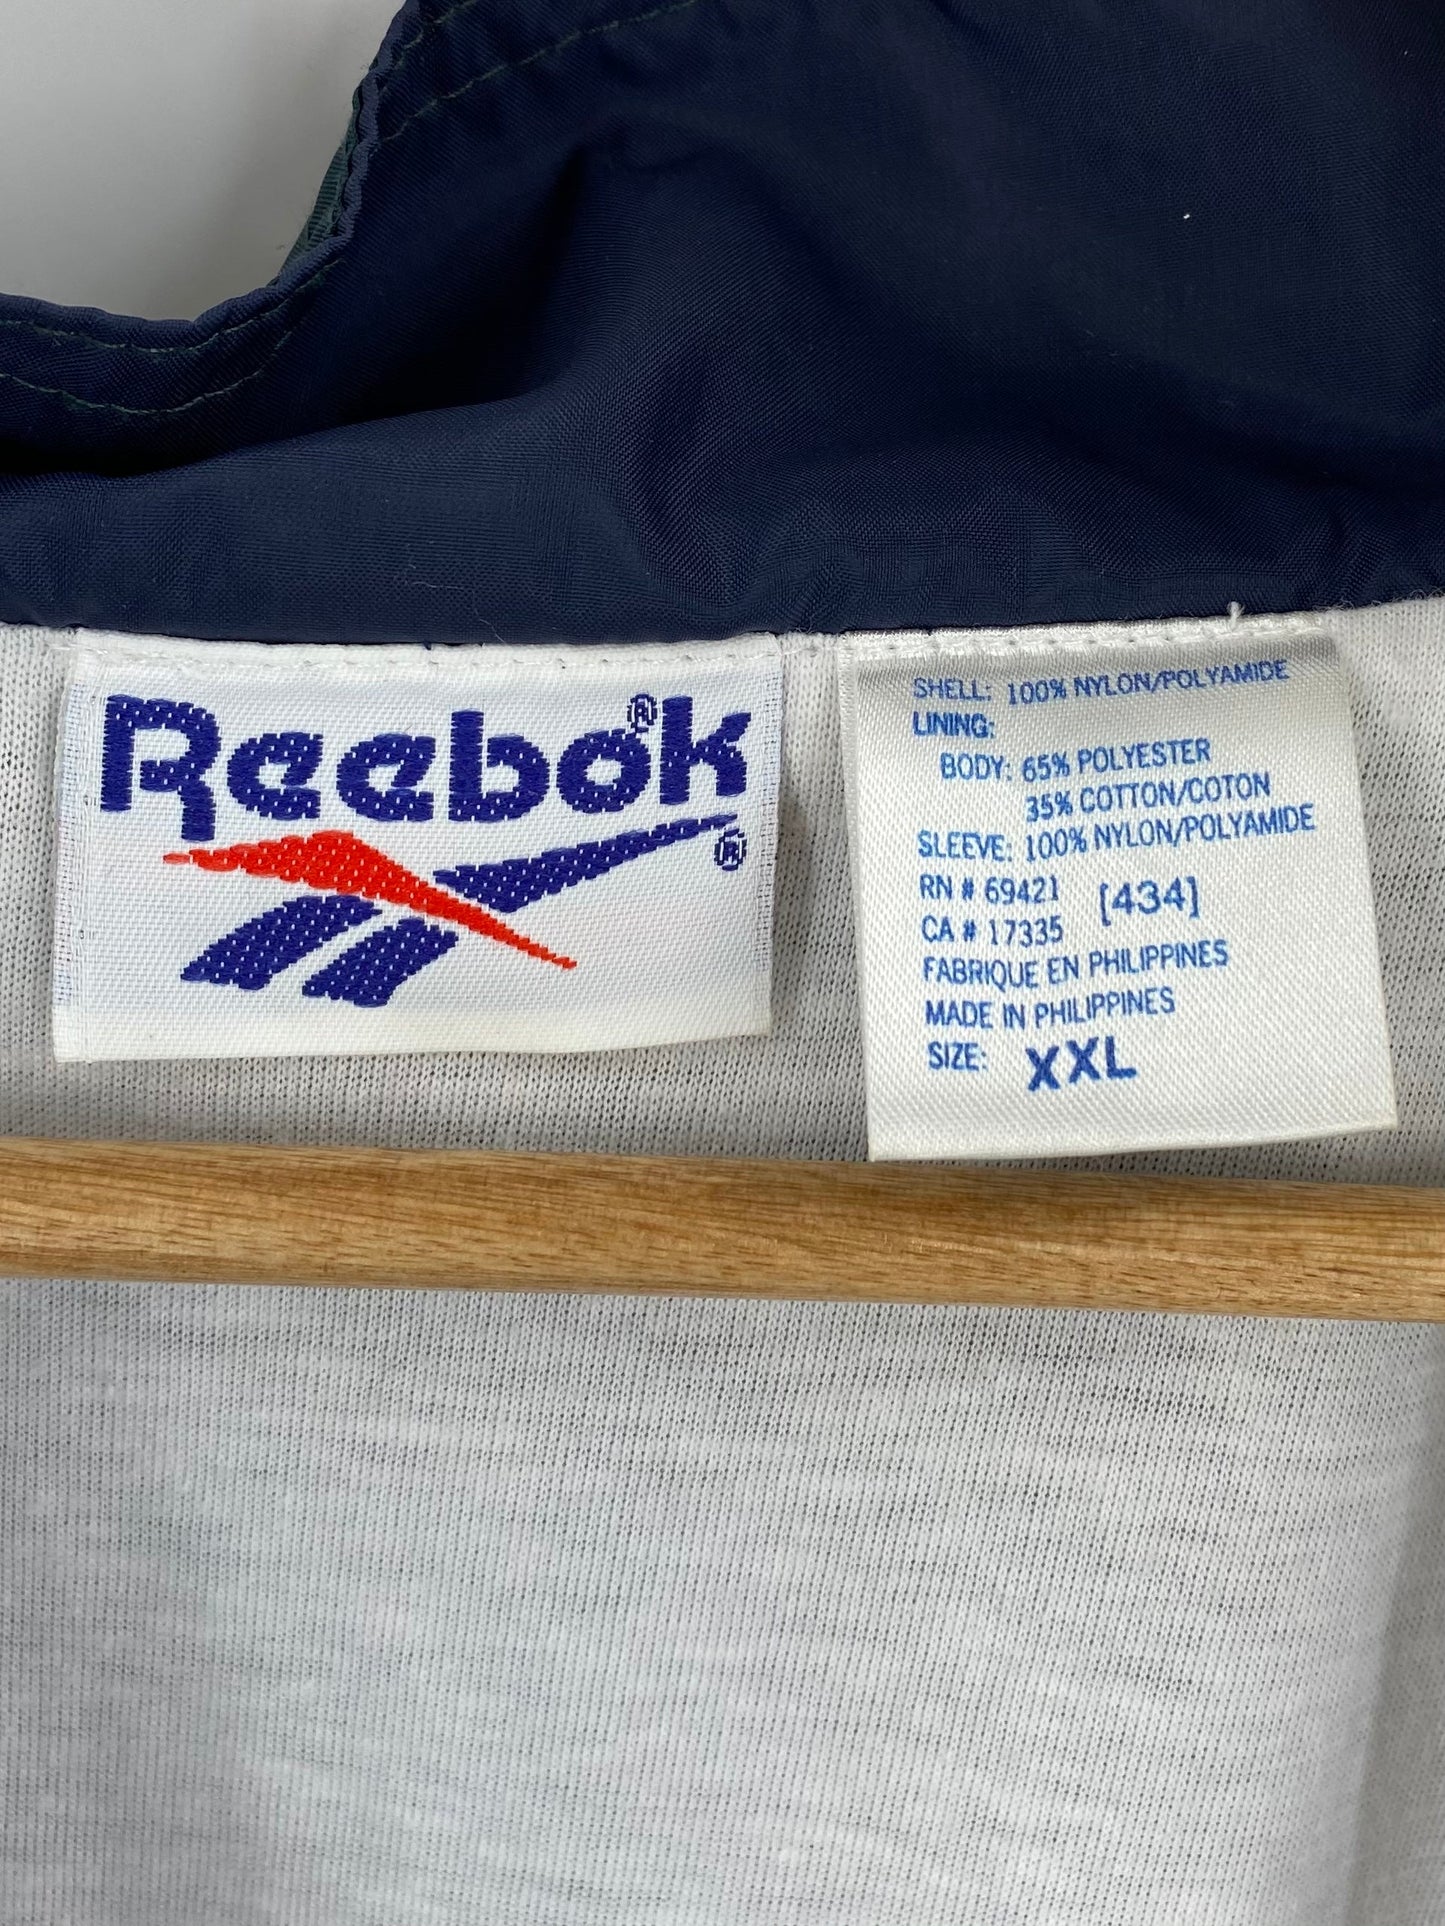 Reebok®
®
SHELL: 100% NYLON/POLYAMIDE
LINING:
BODY: 65% POLYESTER
35% COTTON/COTON
SLEEVE: 100% NYLON/POLYAMIDE
RN # 69421 [434]
CA # 17335
FABRIQUE EN PHILIPPINES
MADE IN PHILIPPINES
SIZE: XXL